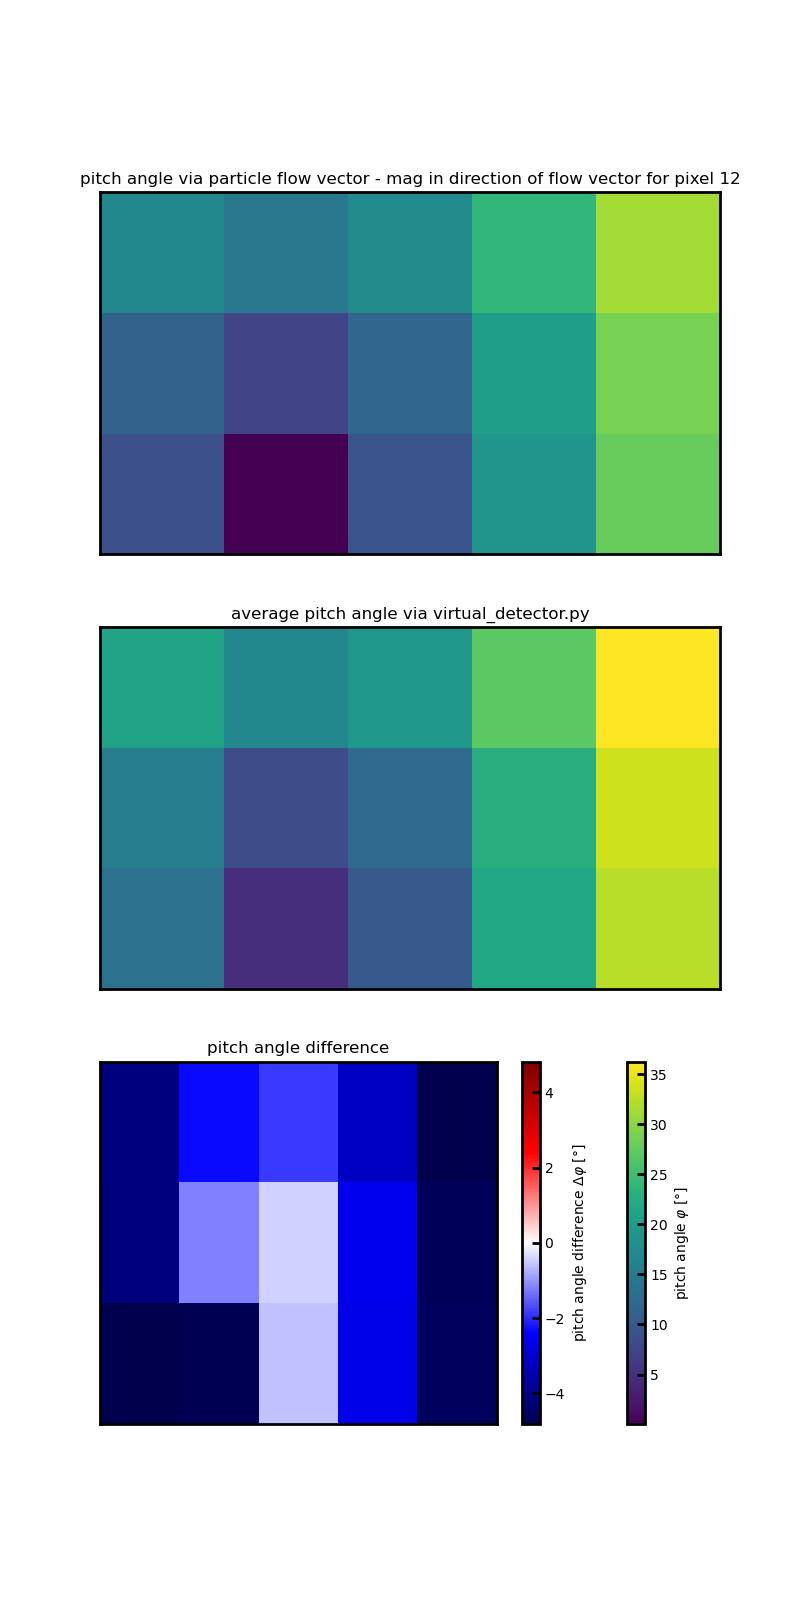 pitch angle via particle flow vector - mag in direction of flow vector for pixel 12
average pitch angle via virtual_detector.py
pitch angle difference
4
2
0
−2
−4
pitch angle difference Δφ [°]
35
30
25
20
15
10
5
pitch angle φ [°]